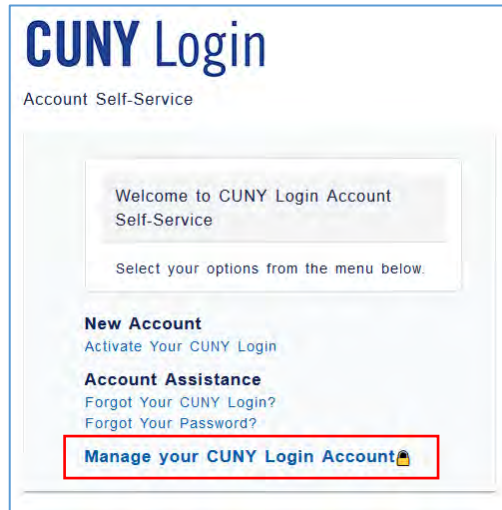 CUNY Login
Account Self-Service
Welcome to CUNY Login Account
Self-Service
Select your options from the menu below.
New Account
Activate Your CUNY Login
Account Assistance
Forgot Your CUNY Login?
Forgot Your Password?
Manage your CUNY Login Account